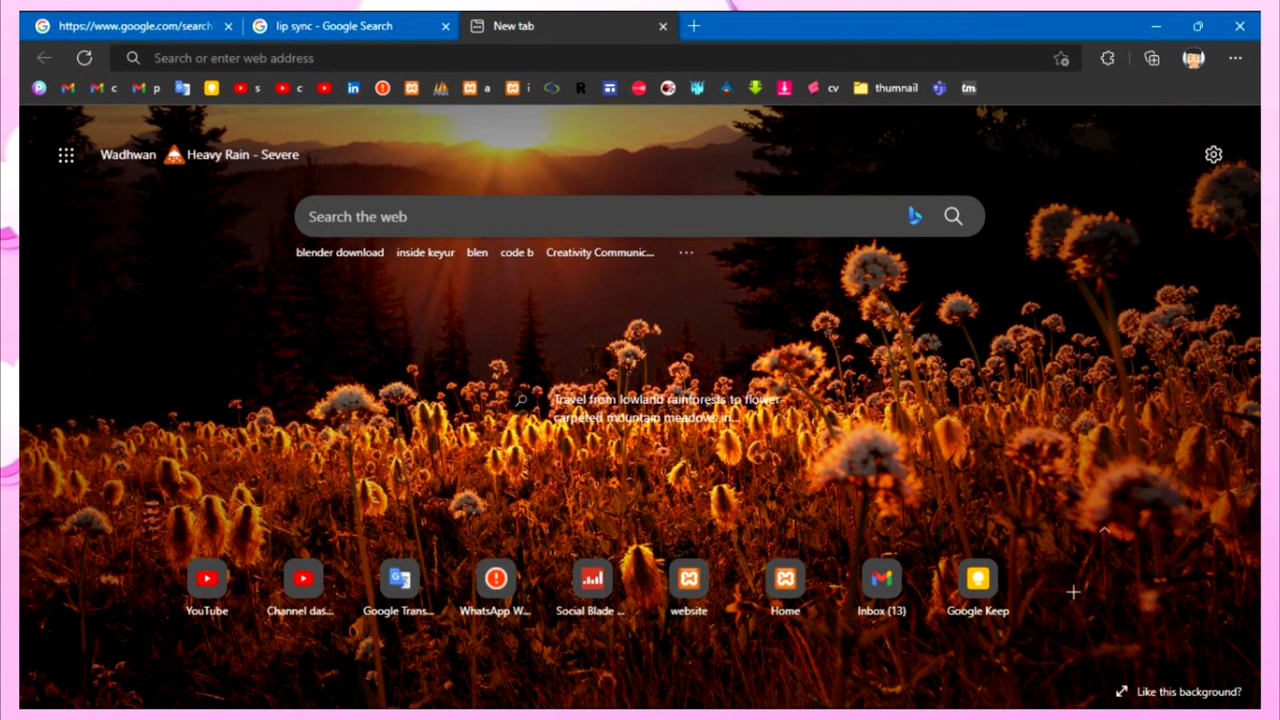 https://www.google.com/search
lip sync - Google Search
New tab
Search or enter web address
c
p
s
c
a
i
cv
thumnail
tm
Wadhwan
Heavy Rain - Severe
Search the web
blender download
inside keyur
blen
code b
Creativity Communic...
Travel from lowland rainforests to flower-
carpeted mountain meadows in...
YouTube
Channel das...
Google Trans...
WhatsApp W...
Social Blade ...
website
Home
Inbox (13)
Google Keep
Like this background?